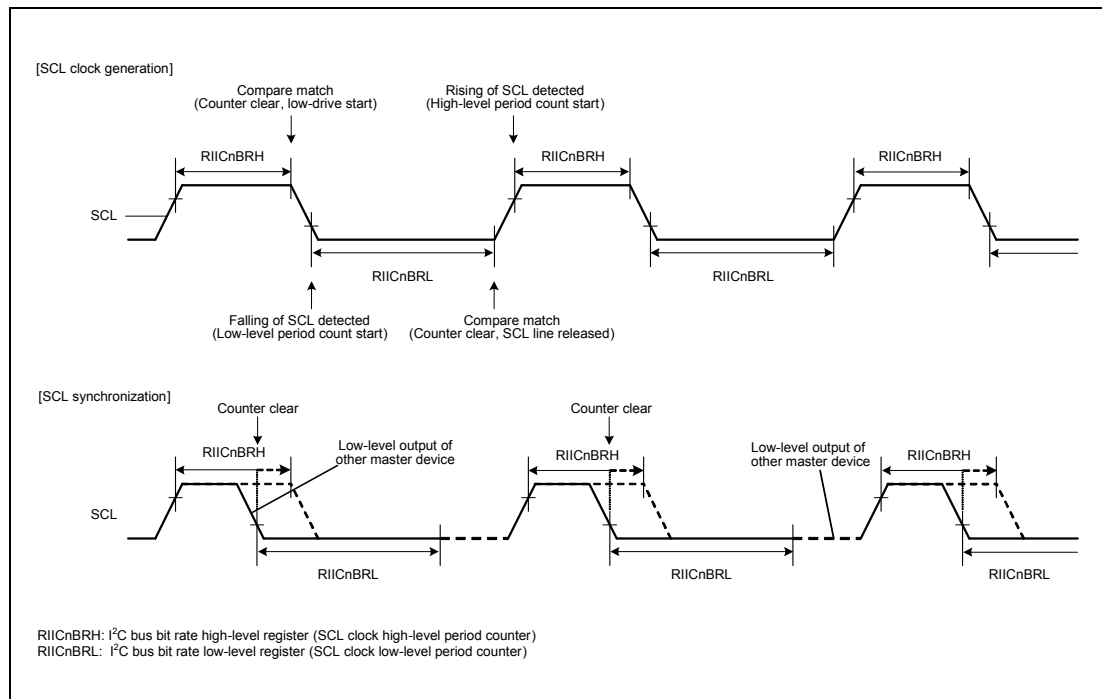 [SCL clock generation]
Compare match
(Counter clear, low-drive start)
Rising of SCL detected
(High-level period count start)
RIICnBRH
RIICnBRH
RIICnBRH
SCL
RIICnBRL
RIICnBRL
Falling of SCL detected
(Low-level period count start)
Compare match
(Counter clear, SCL line released)
[SCL synchronization]
Counter clear
Counter clear
RIICnBRH
Low-level output of
other master device
RIICnBRH
Low-level output of
other master device
RIICnBRH
SCL
RIICnBRL
RIICnBRL
RIICnBRL
RIICnBRH: I²C bus bit rate high-level register (SCL clock high-level period counter)
RIICnBRL: I²C bus bit rate low-level register (SCL clock low-level period counter)